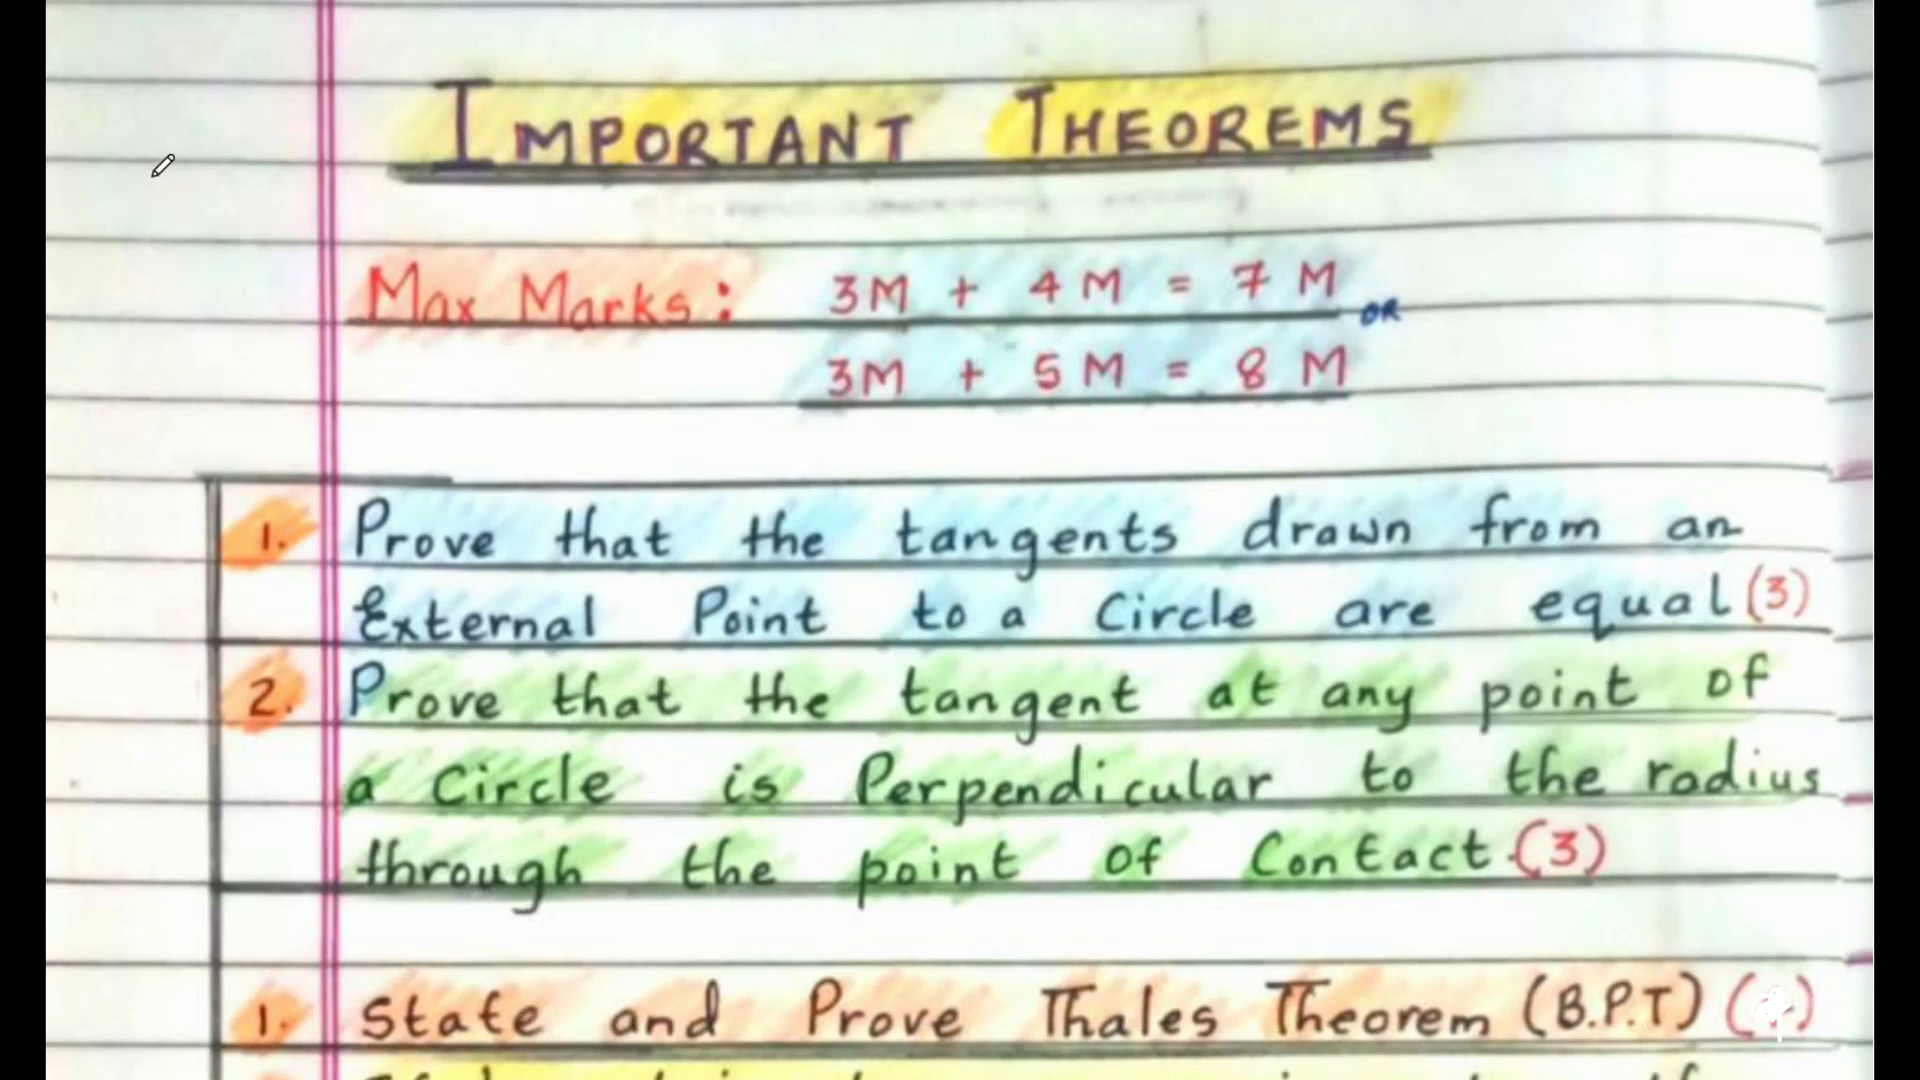 IMPORTANT THEOREMS
Max Marks: 3M + 4M = 7M OR
3M + 5M = 8M
1. Prove that the tangents drawn from an
External Point to a Circle are equal (3)
2. Prove that the tangent at any point of
a Circle is Perpendicular to the radius
through the point of Contact.(3)
1. State and Prove Thales Theorem (B.P.T)